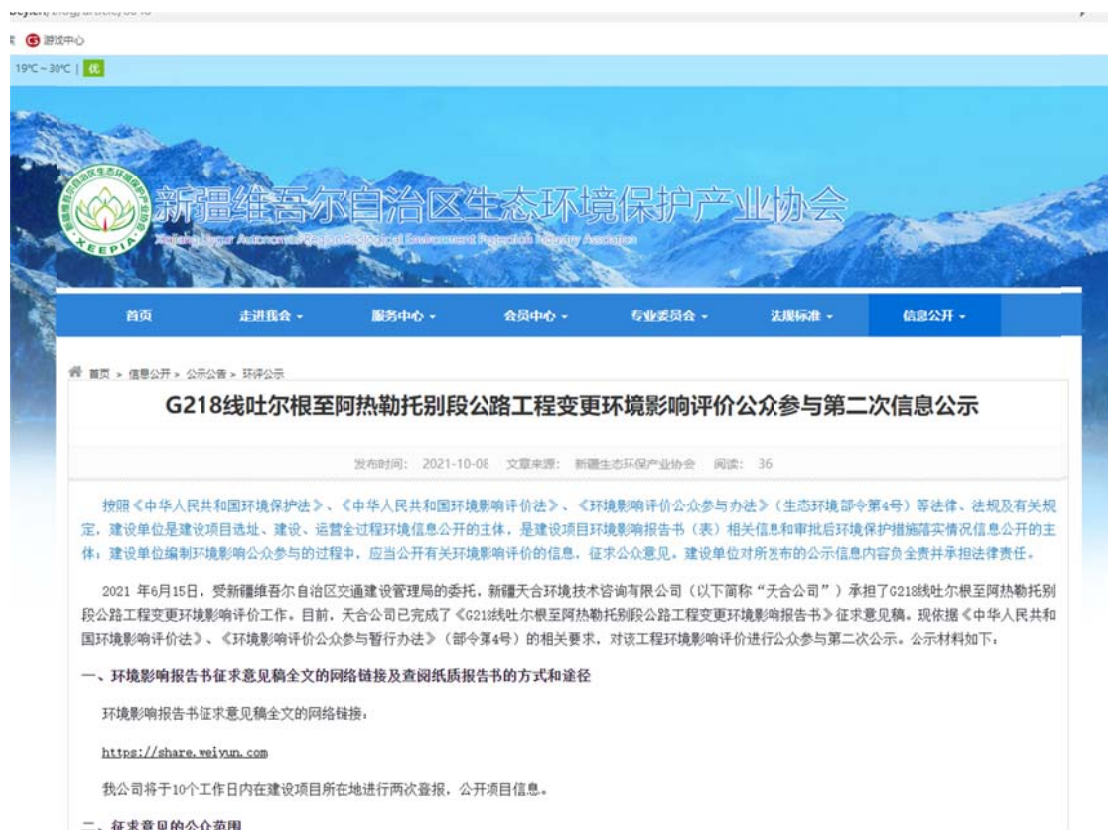 游戏中心
19℃~30℃ | 优
新疆维吾尔自治区生态环境保护产业协会
XEEPIA
首页 走进我会 服务中心 会员中心 专业委员会 法规标准 信息公开
首页 » 信息公开 » 公示公告 » 环评公示
G218线吐尔根至阿热勒托别段公路工程变更环境影响评价公众参与第二次信息公示
发布时间： 2021-10-08 文章来源： 新疆生态环保产业协会 阅读： 36
按照《中华人民共和国环境保护法》、《中华人民共和国环境影响评价法》、《环境影响评价公众参与办法》（生态环境部令第4号）等法律、法规及有关规
定，建设单位是建设项目选址、建设、运营全过程环境信息公开的主体，是建设项目环境影响报告书（表）相关信息和审批后环境保护措施落实情况信息公开的主
体；建设单位编制环境影响公众参与的过程中，应当公开有关环境影响评价的信息，征求公众意见。建设单位对所发布的公示信息内容负全责并承担法律责任。
2021 年6月15日，受新疆维吾尔自治区交通建设管理局的委托，新疆天合环境技术咨询有限公司（以下简称“天合公司”）承担了G218线吐尔根至阿热勒托别
段公路工程变更环境影响评价工作。目前，天合公司已完成了《G218线吐尔根至阿热勒托别段公路工程变更环境影响报告书》征求意见稿。现依据《中华人民共和
国环境影响评价法》、《环境影响评价公众参与暂行办法》（部令第4号）的相关要求，对该工程环境影响评价进行公众参与第二次公示。公示材料如下：
一、环境影响报告书征求意见稿全文的网络链接及查阅纸质报告书的方式和途径
环境影响报告书征求意见稿全文的网络链接：
https://share.weiyun.com
我公司将于10个工作日内在建设项目所在地进行两次登报，公开项目信息。
二、征求意见的公众范围